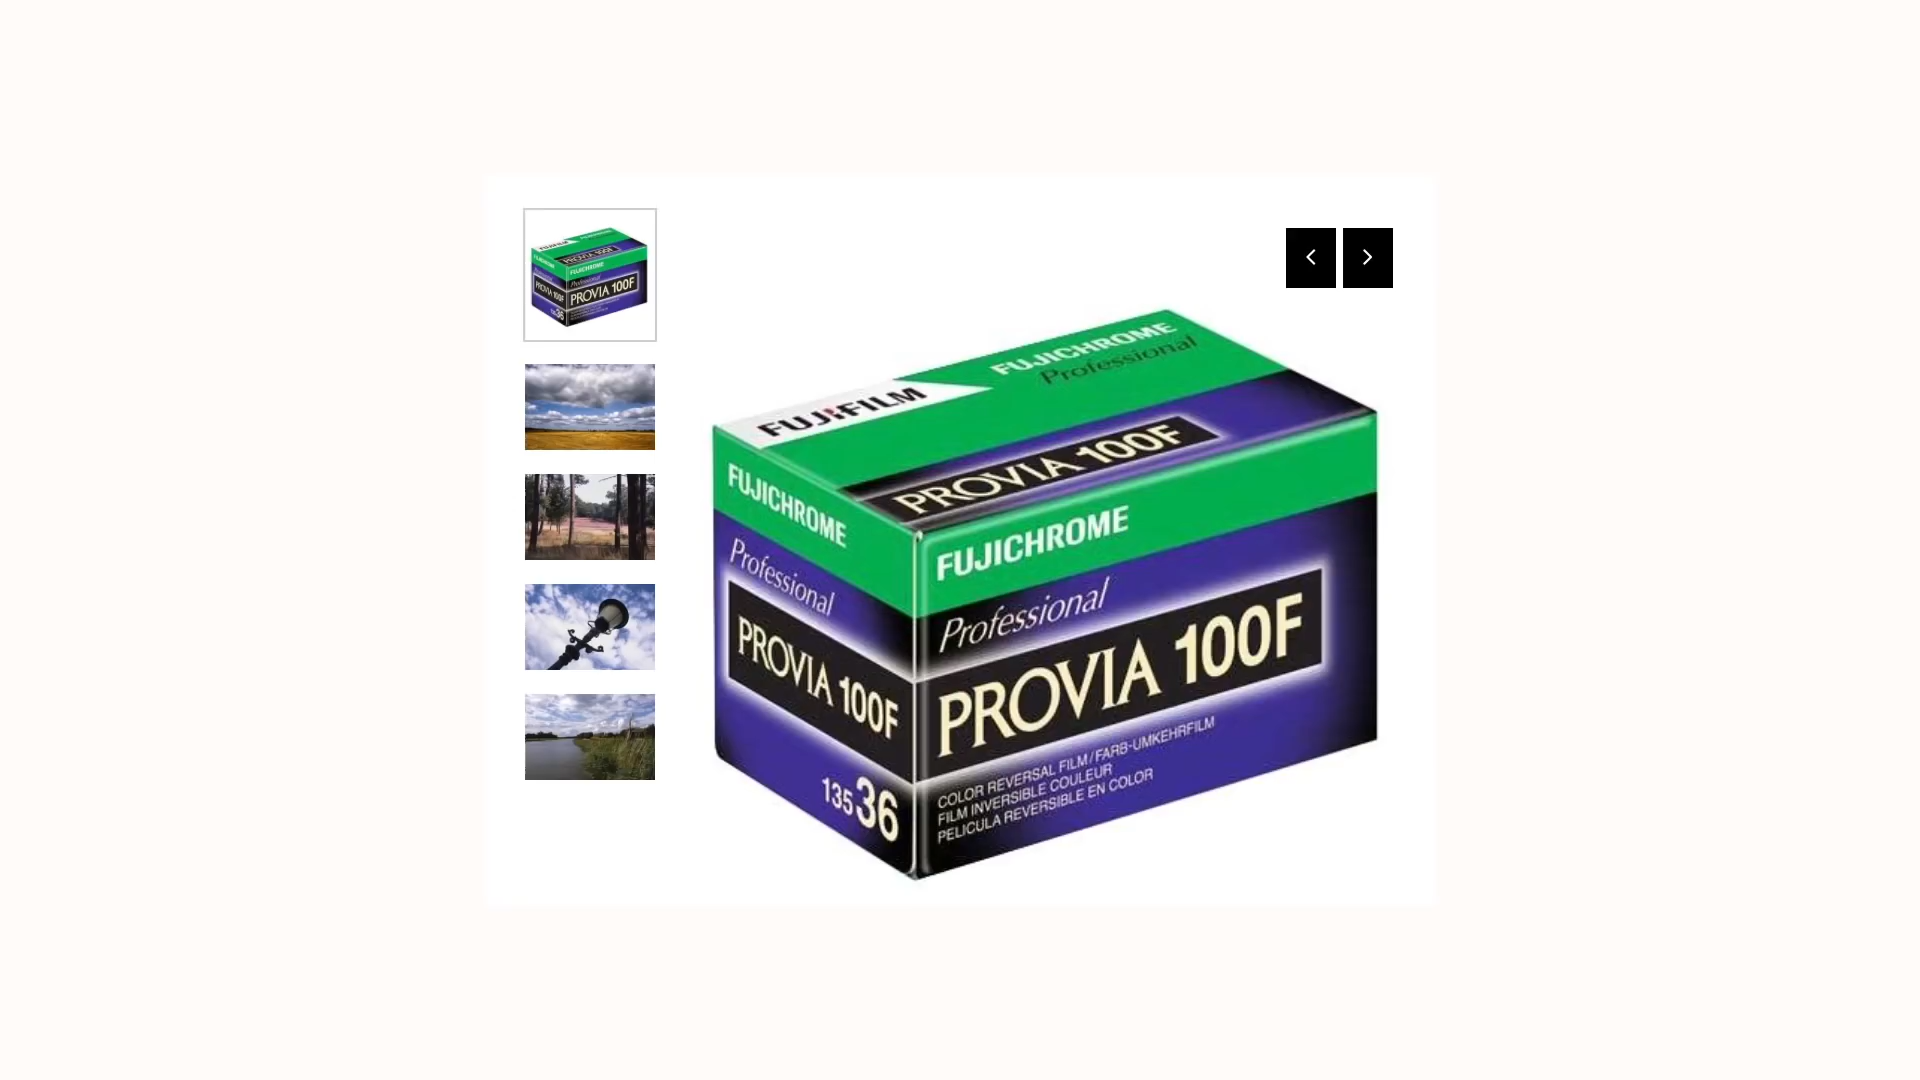 FUJIFILM
FUJICHROME
Professional
PROVIA 100F
FUJICHROME
Professional
PROVIA 100F
135 36
FUJICHROME
Professional
PROVIA 100F
COLOR REVERSAL FILM/FARB-UMKEHRFILM
FILM INVERSIBLE COULEUR
PELICULA REVERSIBLE EN COLOR